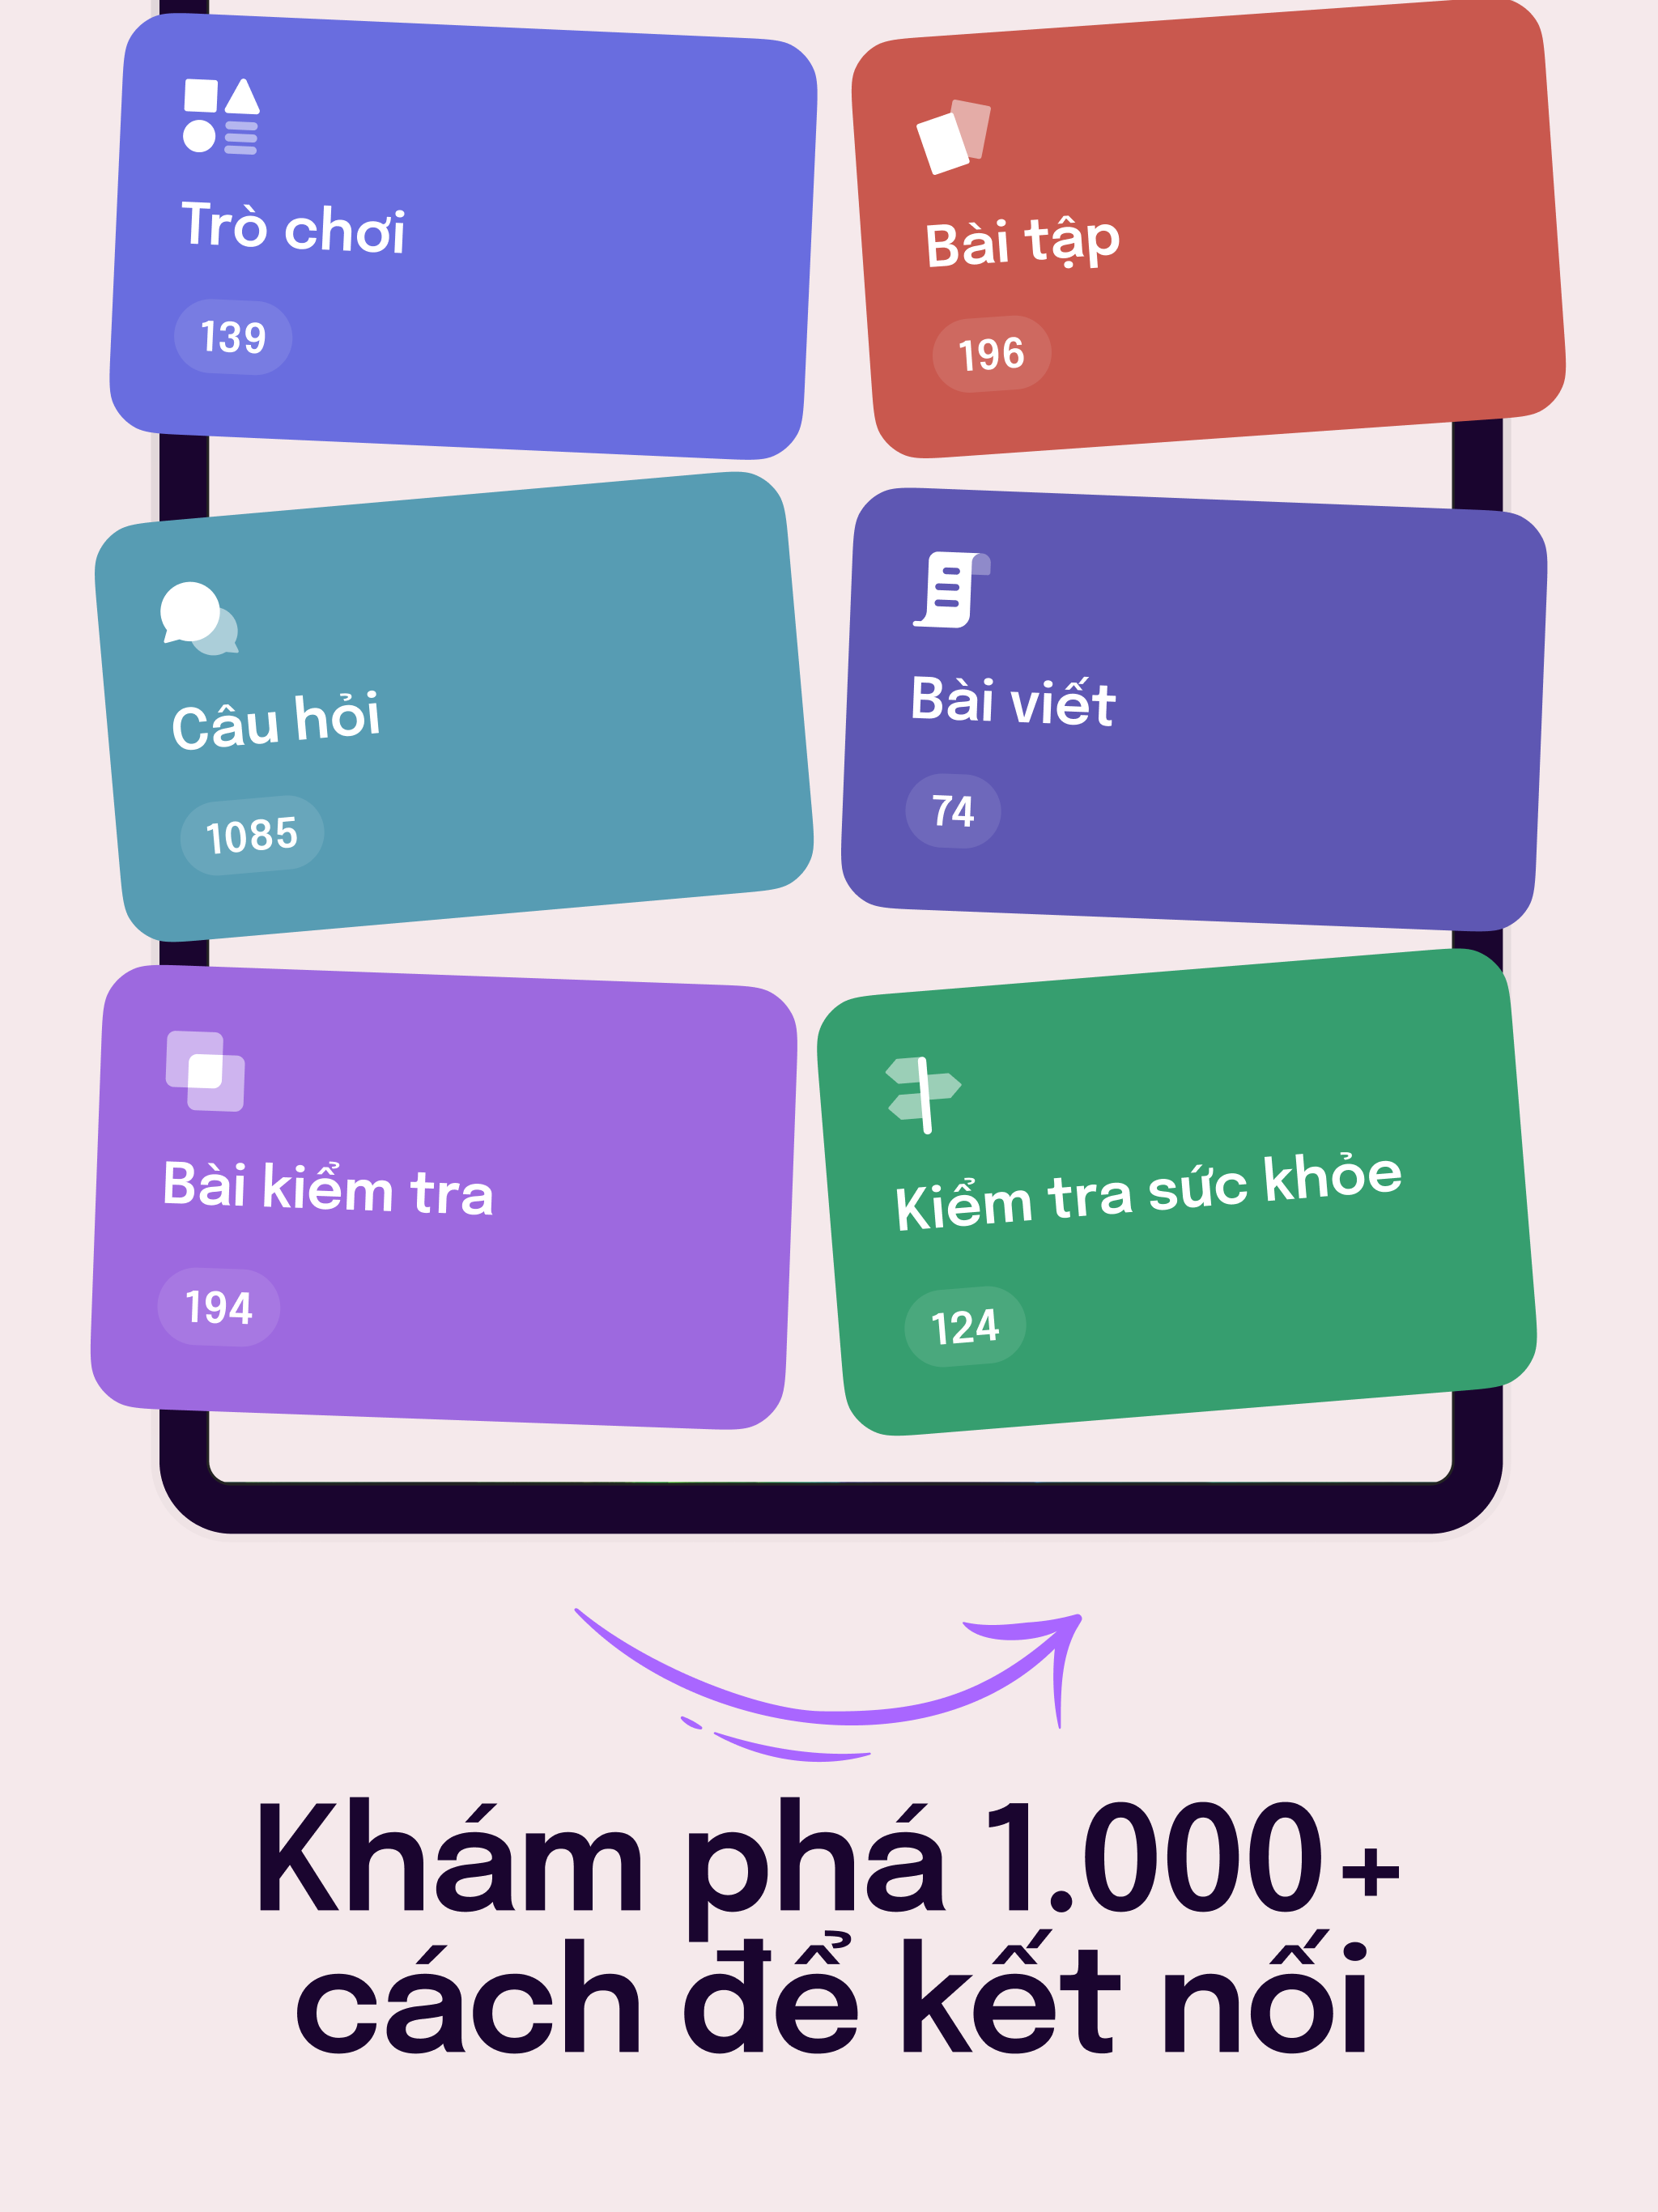 Trò chơi
139
Bài tập
196
Câu hỏi
1085
Bài viết
74
Bài kiểm tra
194
Kiểm tra sức khỏe
124
Khám phá 1.000+
cách để kết nối